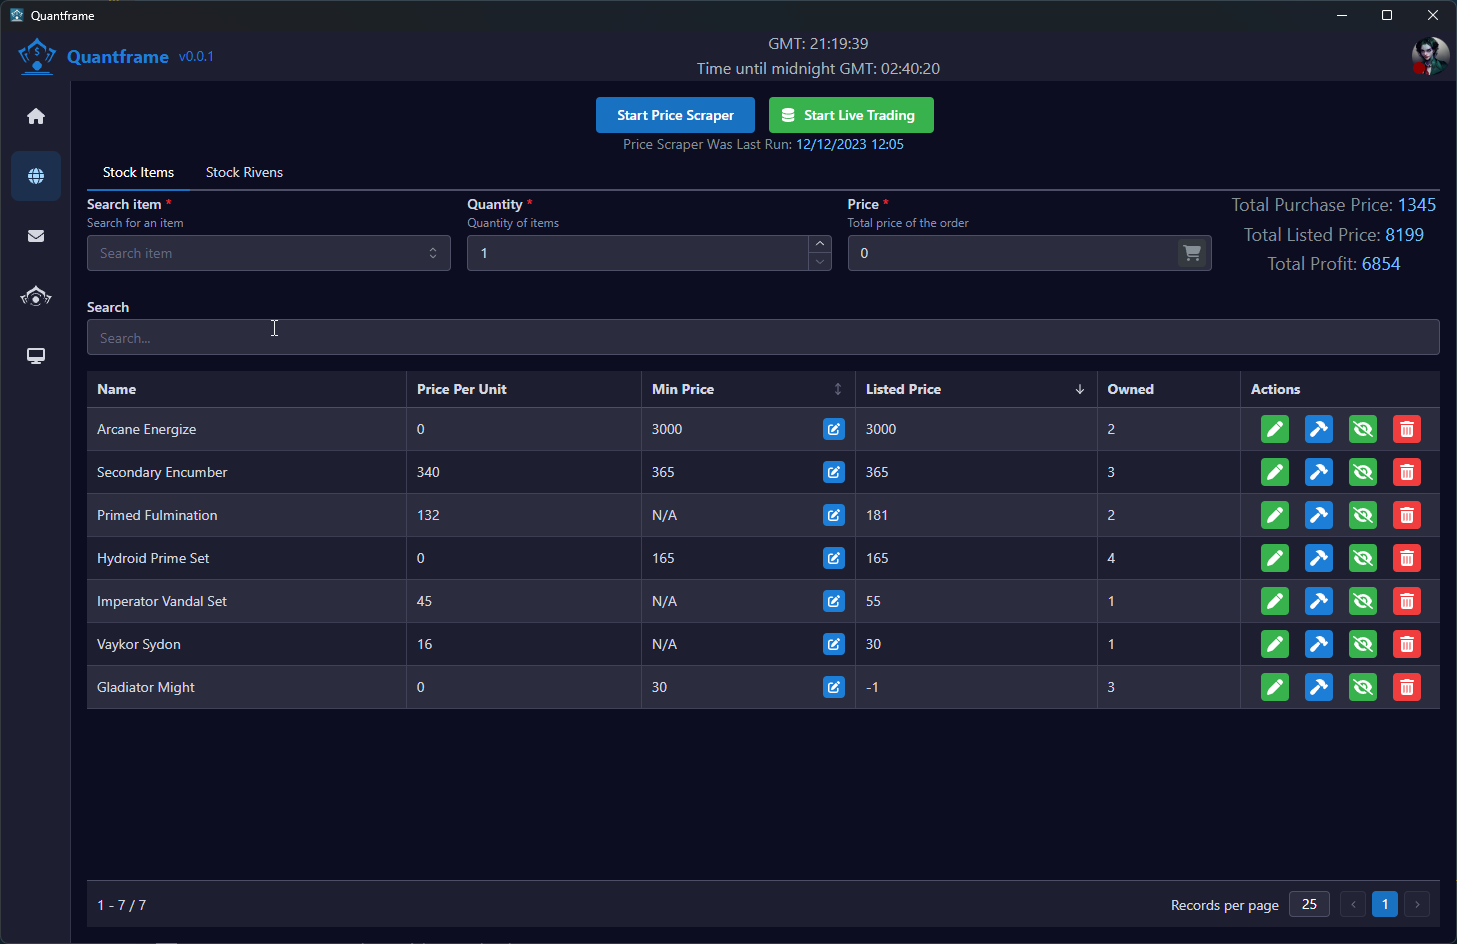 Quantframe
Quantframe v0.0.1
GMT: 21:19:39
Time until midnight GMT: 02:40:20
Start Price Scraper
Start Live Trading
Price Scraper Was Last Run: 12/12/2023 12:05
Stock Items
Stock Rivens
Search item *
Search for an item
Search item
Quantity *
Quantity of items
1
Price *
Total price of the order
0
Total Purchase Price: 1345
Total Listed Price: 8199
Total Profit: 6854
Search
Search...
Name Price Per Unit Min Price Listed Price Owned Actions
Arcane Energize 0 3000 3000 2
Secondary Encumber 340 365 365 3
Primed Fulmination 132 N/A 181 2
Hydroid Prime Set 0 165 165 4
Imperator Vandal Set 45 N/A 55 1
Vaykor Sydon 16 N/A 30 1
Gladiator Might 0 30 -1 3
1 - 7 / 7
Records per page 25 1